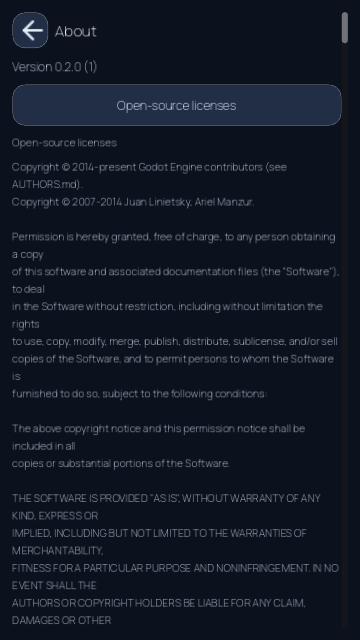 About
Version 0.2.0 (1)
Open-source licenses
Open-source licenses
Copyright © 2014-present Godot Engine contributors (see
AUTHORS.md).
Copyright © 2007-2014 Juan Linietsky, Ariel Manzur.
Permission is hereby granted, free of charge, to any person obtaining
a copy
of this software and associated documentation files (the "Software"),
to deal
in the Software without restriction, including without limitation the
rights
to use, copy, modify, merge, publish, distribute, sublicense, and/or sell
copies of the Software, and to permit persons to whom the Software
is
furnished to do so, subject to the following conditions:
The above copyright notice and this permission notice shall be
included in all
copies or substantial portions of the Software.
THE SOFTWARE IS PROVIDED "AS IS", WITHOUT WARRANTY OF ANY
KIND, EXPRESS OR
IMPLIED, INCLUDING BUT NOT LIMITED TO THE WARRANTIES OF
MERCHANTABILITY,
FITNESS FOR A PARTICULAR PURPOSE AND NONINFRINGEMENT. IN NO
EVENT SHALL THE
AUTHORS OR COPYRIGHT HOLDERS BE LIABLE FOR ANY CLAIM,
DAMAGES OR OTHER